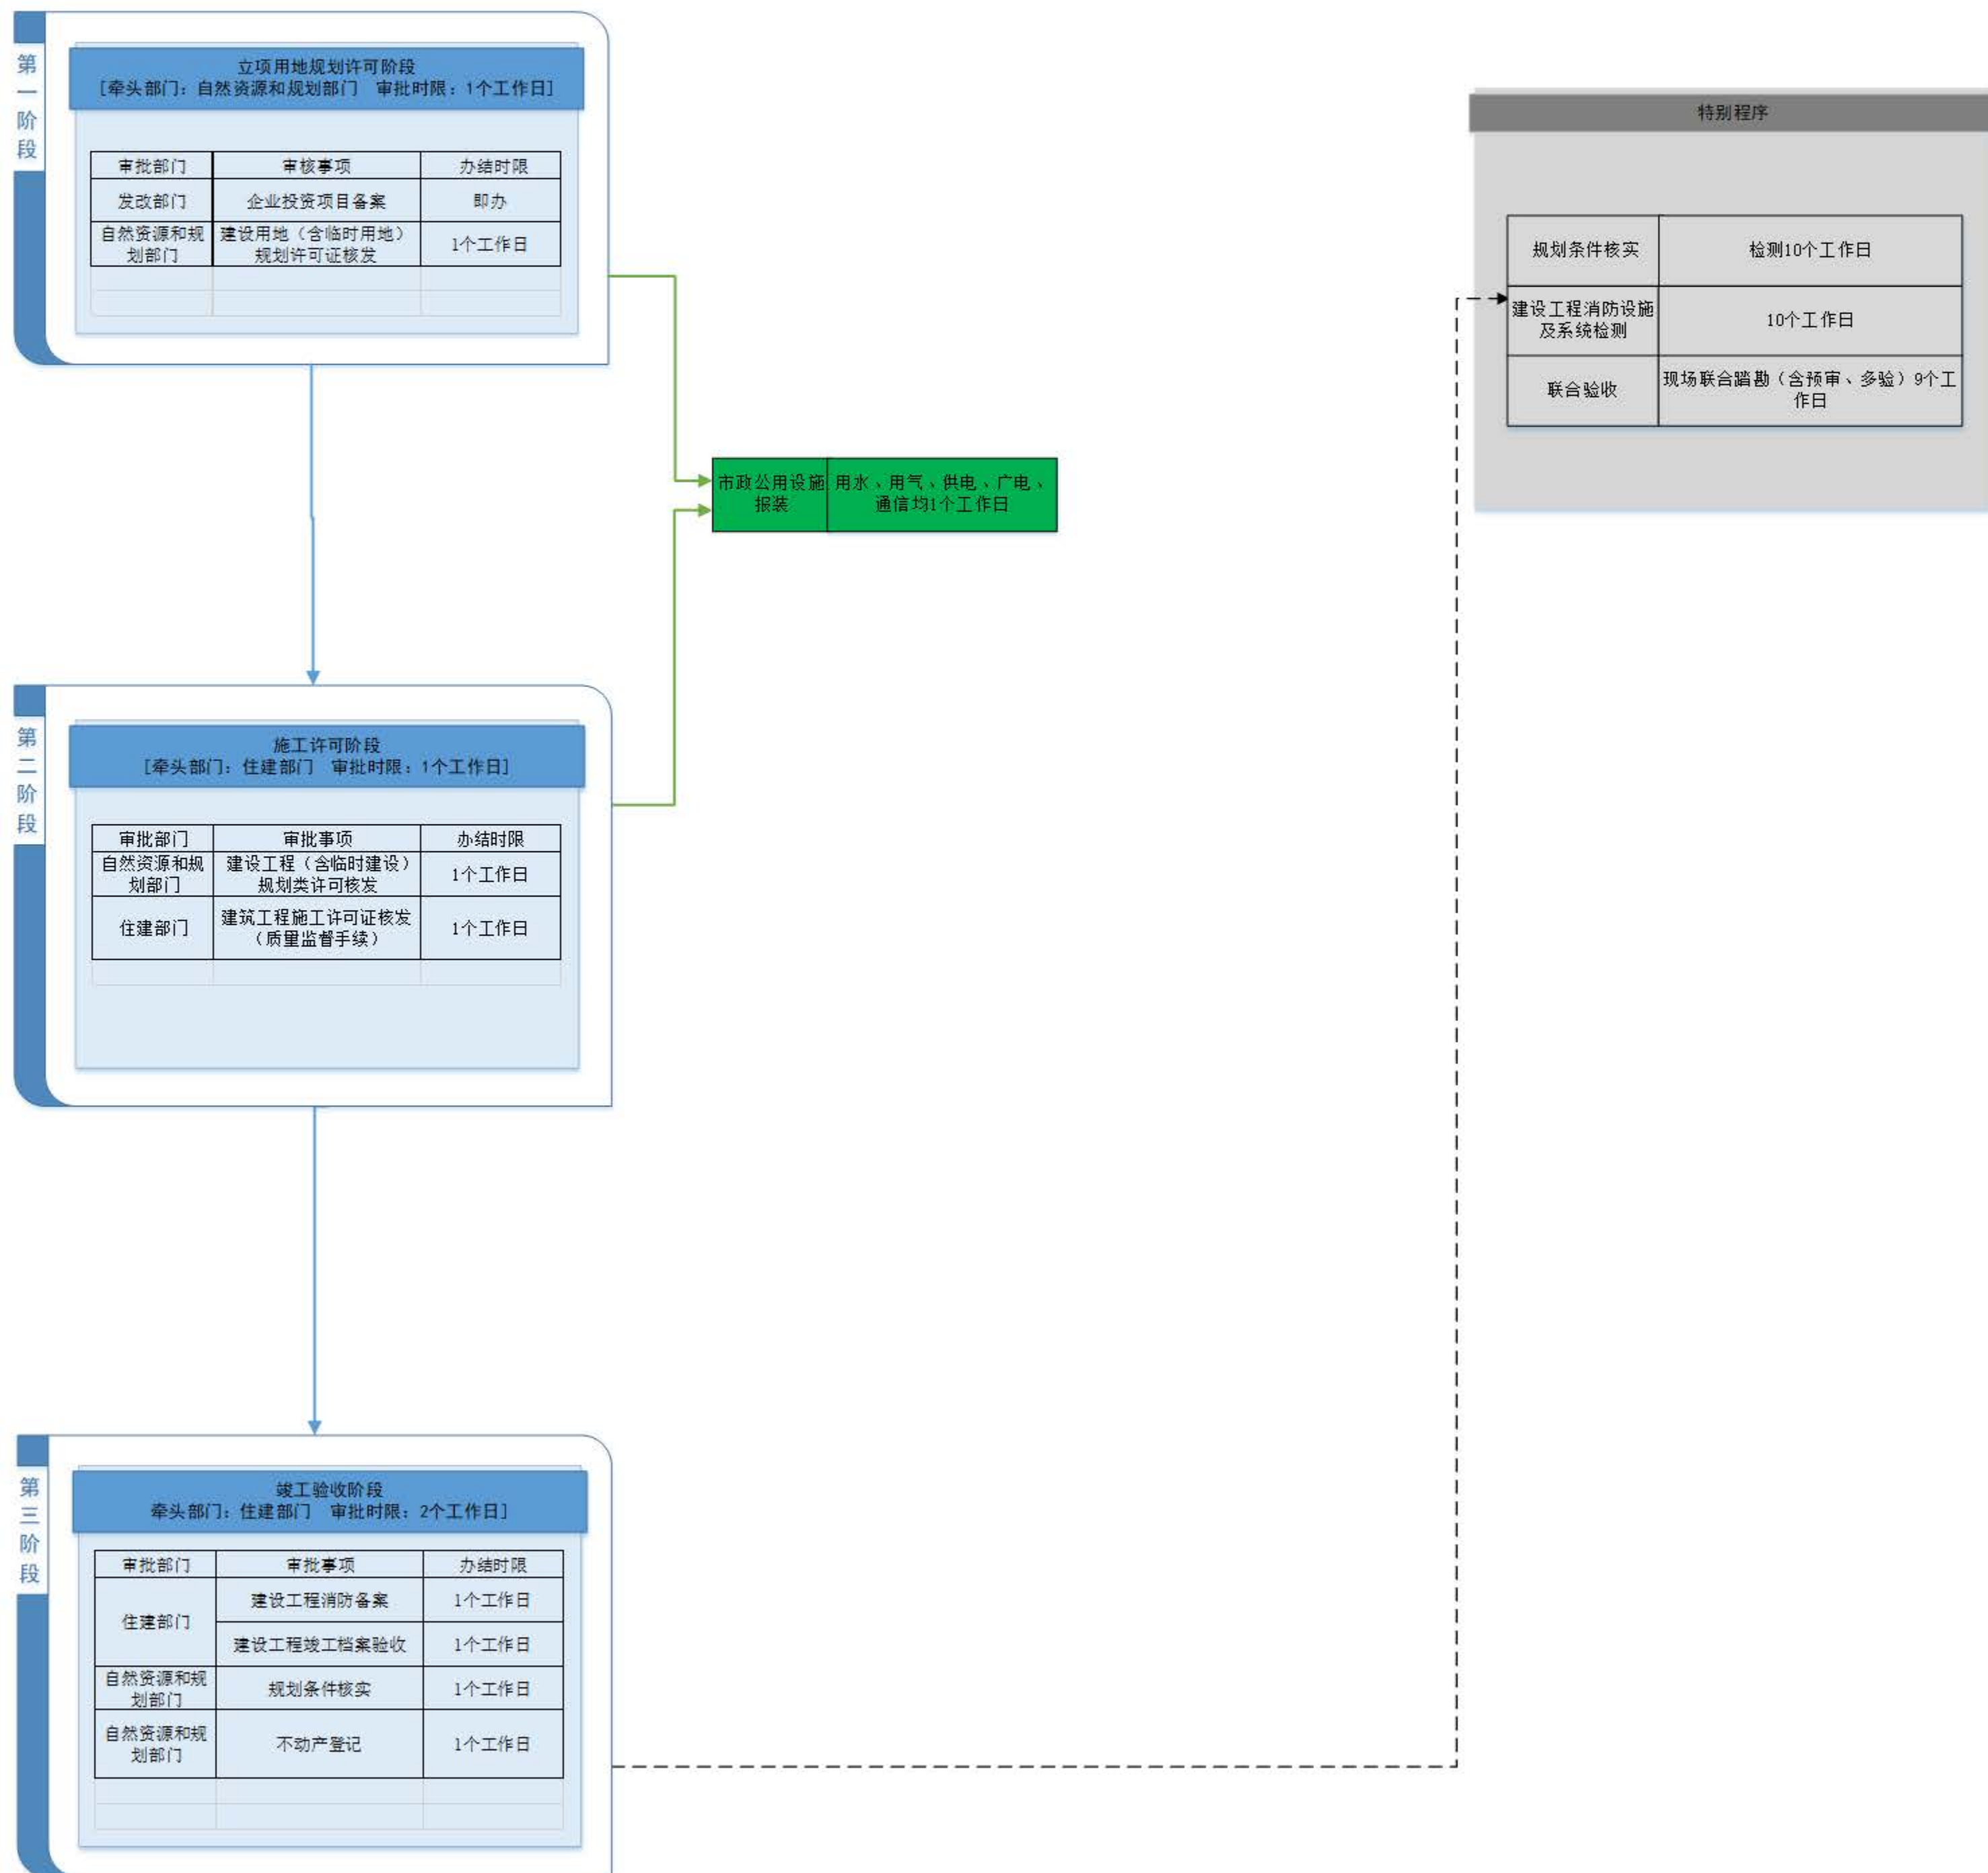 第一阶段
立项用地规划许可阶段
[牵头部门：自然资源和规划部门　审批时限：1个工作日]
审批部门 审核事项 办结时限
发改部门 企业投资项目备案 即办
自然资源和规
划部门
建设用地（含临时用地）
规划许可证核发
1个工作日
特别程序
规划条件核实 检测10个工作日
建设工程消防设施
及系统检测
10个工作日
联合验收
现场联合踏勘（含预审、多验）9个工
作日
市政公用设施
报装
用水、用气、供电、广电、
通信均1个工作日
第二阶段
施工许可阶段
[牵头部门：住建部门　审批时限：1个工作日]
审批部门 审批事项 办结时限
自然资源和规
划部门
建设工程（含临时建设）
规划类许可核发
1个工作日
住建部门
建筑工程施工许可证核发
（质量监督手续）
1个工作日
第三阶段
竣工验收阶段
牵头部门：住建部门　审批时限：2个工作日]
审批部门 审批事项 办结时限
住建部门
建设工程消防备案 1个工作日
建设工程竣工档案验收 1个工作日
自然资源和规
划部门
规划条件核实 1个工作日
自然资源和规
划部门
不动产登记 1个工作日